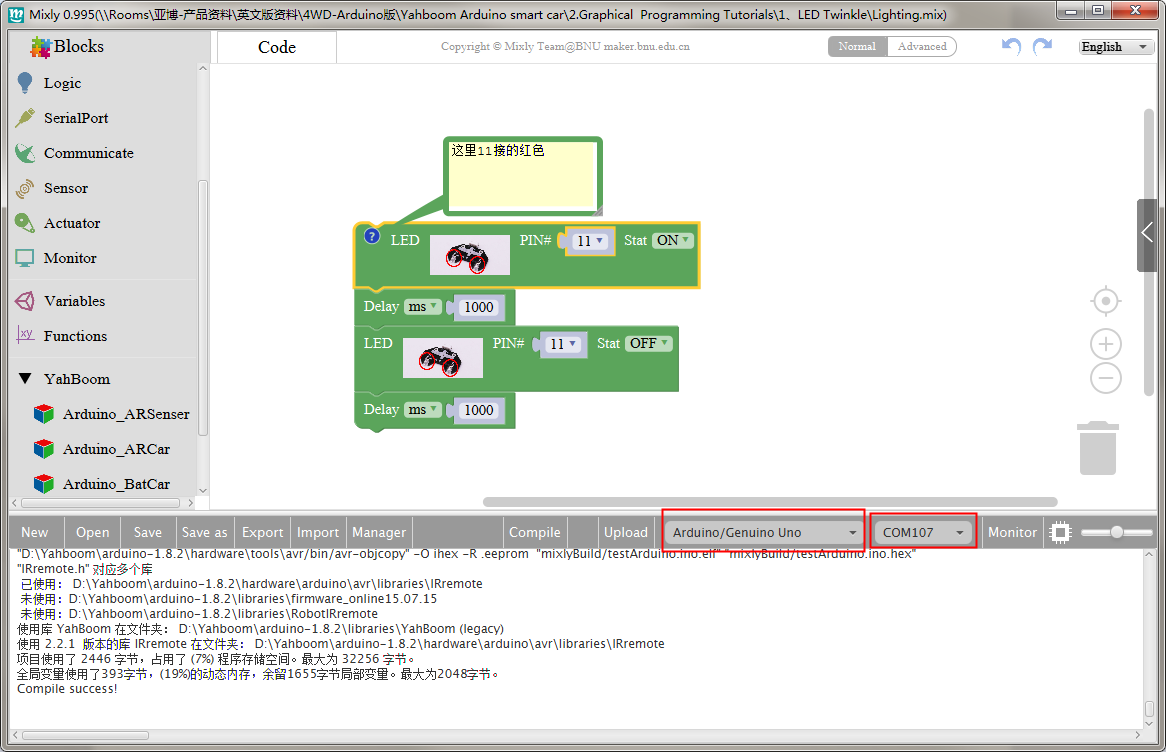 Mixly 0.995(\\Rooms\亚博-产品资料\英文版资料\4WD-Arduino版\Yahboom Arduino smart car\2.Graphical  Programming Tutorials\1、LED Twinkle\Lighting.mix)
Blocks
Code
Copyright © Mixly Team@BNU maker.bnu.edu.cn
Normal
Advanced
English
Logic
SerialPort
Communicate
Sensor
Actuator
Monitor
Variables
Functions
YahBoom
Arduino_ARSenser
Arduino_ARCar
Arduino_BatCar
这里11接的红色
? LED PIN# 11 Stat ON
Delay ms 1000
LED PIN# 11 Stat OFF
Delay ms 1000
New Open Save Save as Export Import Manager Compile Upload Arduino/Genuino Uno COM107 Monitor
"D:\Yahboom\arduino-1.8.2\hardware\tools\avr/bin/avr-objcopy" -O ihex -R .eeprom  "mixlyBuild/testArduino.ino.elf" "mixlyBuild/testArduino.ino.hex"
"IRremote.h" 对应多个库
已使用： D:\Yahboom\arduino-1.8.2\hardware\arduino\avr\libraries\IRremote
未使用：D:\Yahboom\arduino-1.8.2\libraries\firmware_online15.07.15
未使用：D:\Yahboom\arduino-1.8.2\libraries\RobotIRremote
使用库 YahBoom 在文件夹： D:\Yahboom\arduino-1.8.2\libraries\YahBoom (legacy)
使用 2.2.1  版本的库 IRremote 在文件夹： D:\Yahboom\arduino-1.8.2\hardware\arduino\avr\libraries\IRremote
项目使用了 2446 字节，占用了 (7%) 程序存储空间。最大为 32256 字节。
全局变量使用了393字节，(19%)的动态内存，余留1655字节局部变量。最大为2048字节。
Compile success!